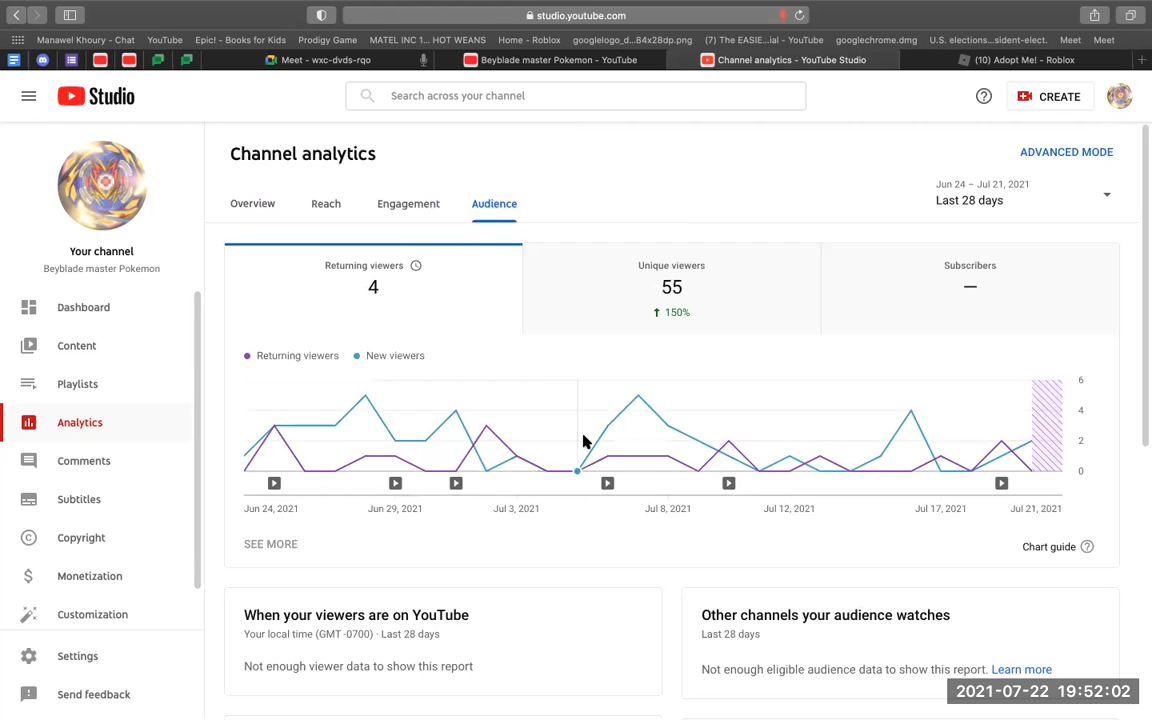 studio.youtube.com
Manawel Khoury - Chat
YouTube
Epic! - Books for Kids
Prodigy Game
MATEL INC 1... HOT WEANS
Home - Roblox
googlelogo_d...84x28dp.png
(7) The EASIE...ial - YouTube
googlechrome.dmg
U.S. elections...sident-elect.
Meet
Meet
Meet - wxc-dvds-rqo
Beyblade master Pokemon - YouTube
Channel analytics - YouTube Studio
(10) Adopt Me! - Roblox
Studio
Search across your channel
CREATE
Your channel
Beyblade master Pokemon
Dashboard
Content
Playlists
Analytics
Comments
Subtitles
Copyright
Monetization
Customization
Settings
Send feedback
Channel analytics
ADVANCED MODE
Overview
Reach
Engagement
Audience
Jun 24 – Jul 21, 2021
Last 28 days
Returning viewers
4
Unique viewers
55
150%
Subscribers
—
Returning viewers
New viewers
6
4
2
0
Jun 24, 2021
Jun 29, 2021
Jul 3, 2021
Jul 8, 2021
Jul 12, 2021
Jul 17, 2021
Jul 21, 2021
SEE MORE
Chart guide
When your viewers are on YouTube
Your local time (GMT -0700) · Last 28 days
Not enough viewer data to show this report
Other channels your audience watches
Last 28 days
Not enough eligible audience data to show this report. Learn more
2021-07-22 19:52:02